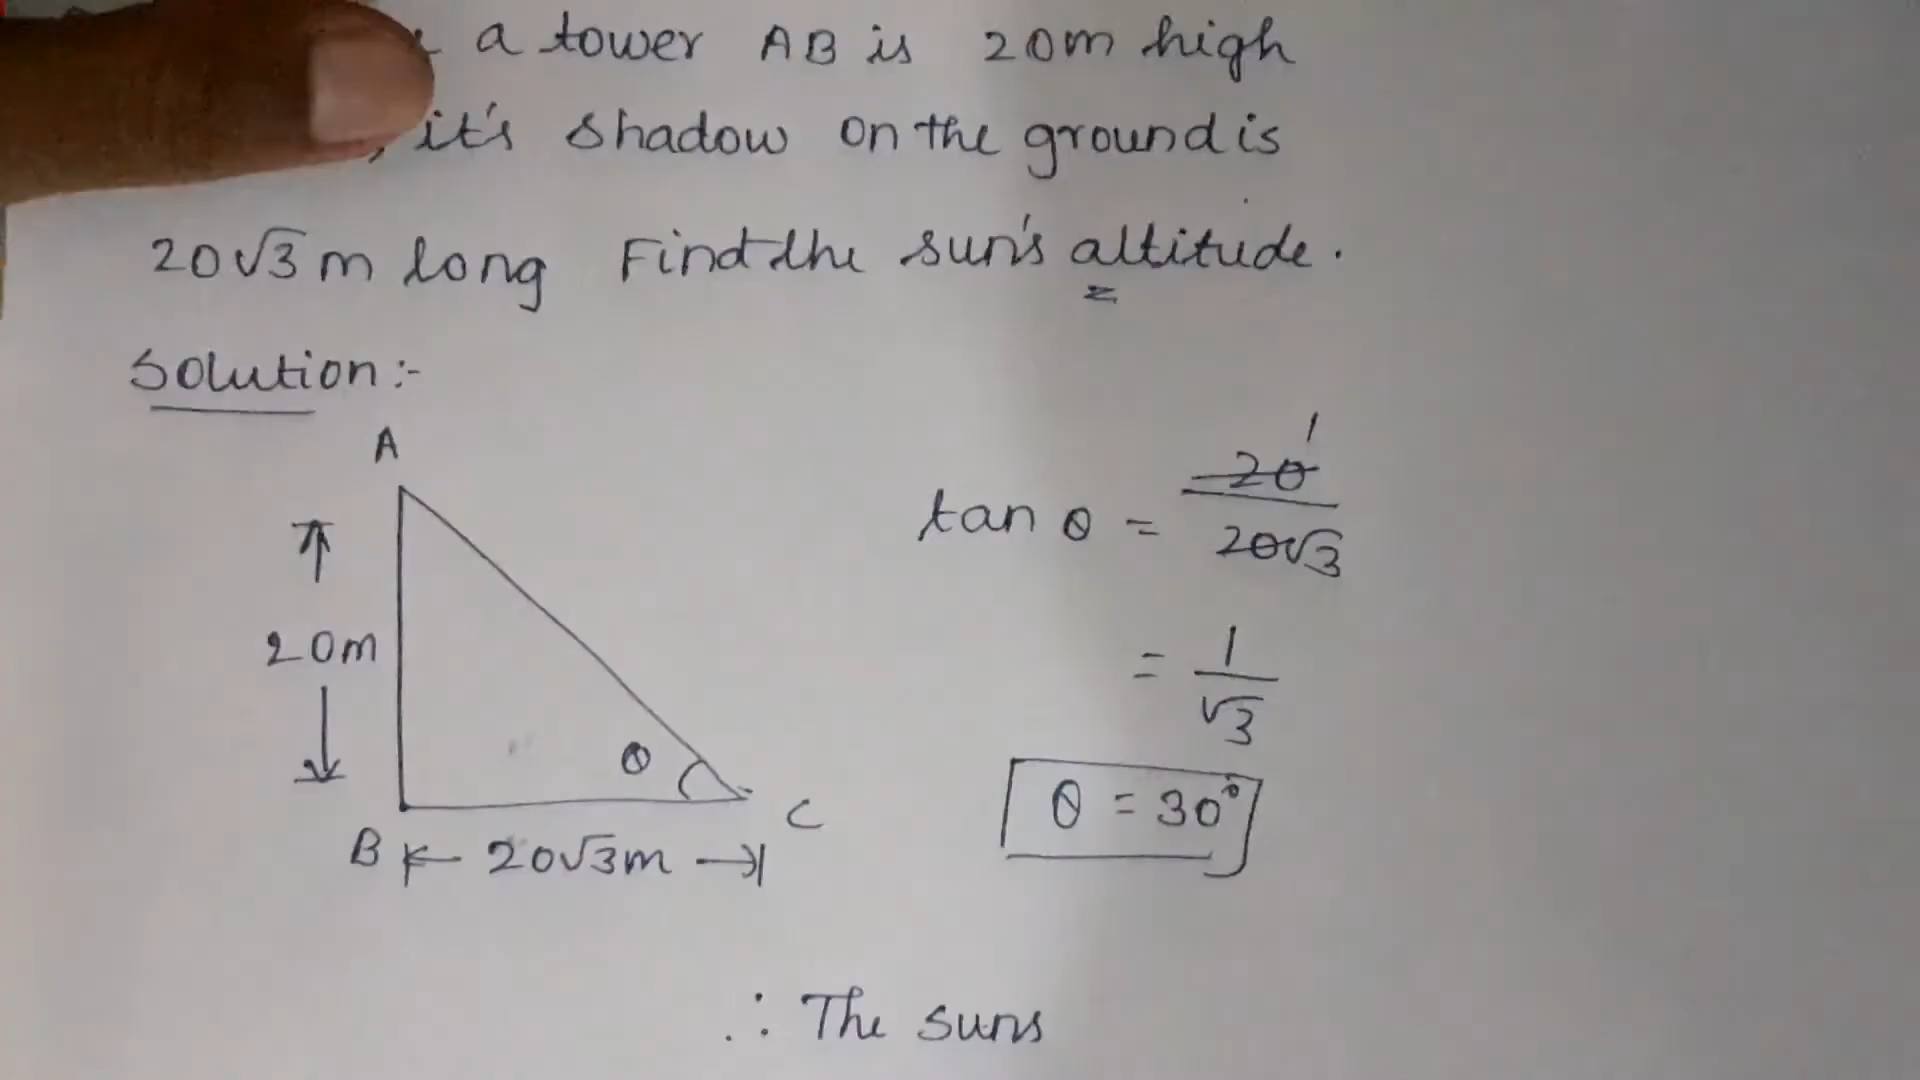 a tower AB is 20m high
it's shadow on the ground is
20√3 m long Find the sun's altitude.
Solution :-
A
20m
θ
B
C
20√3m
tan θ = 20/20√3
1
= 1/√3
θ = 30°
∴ The suns